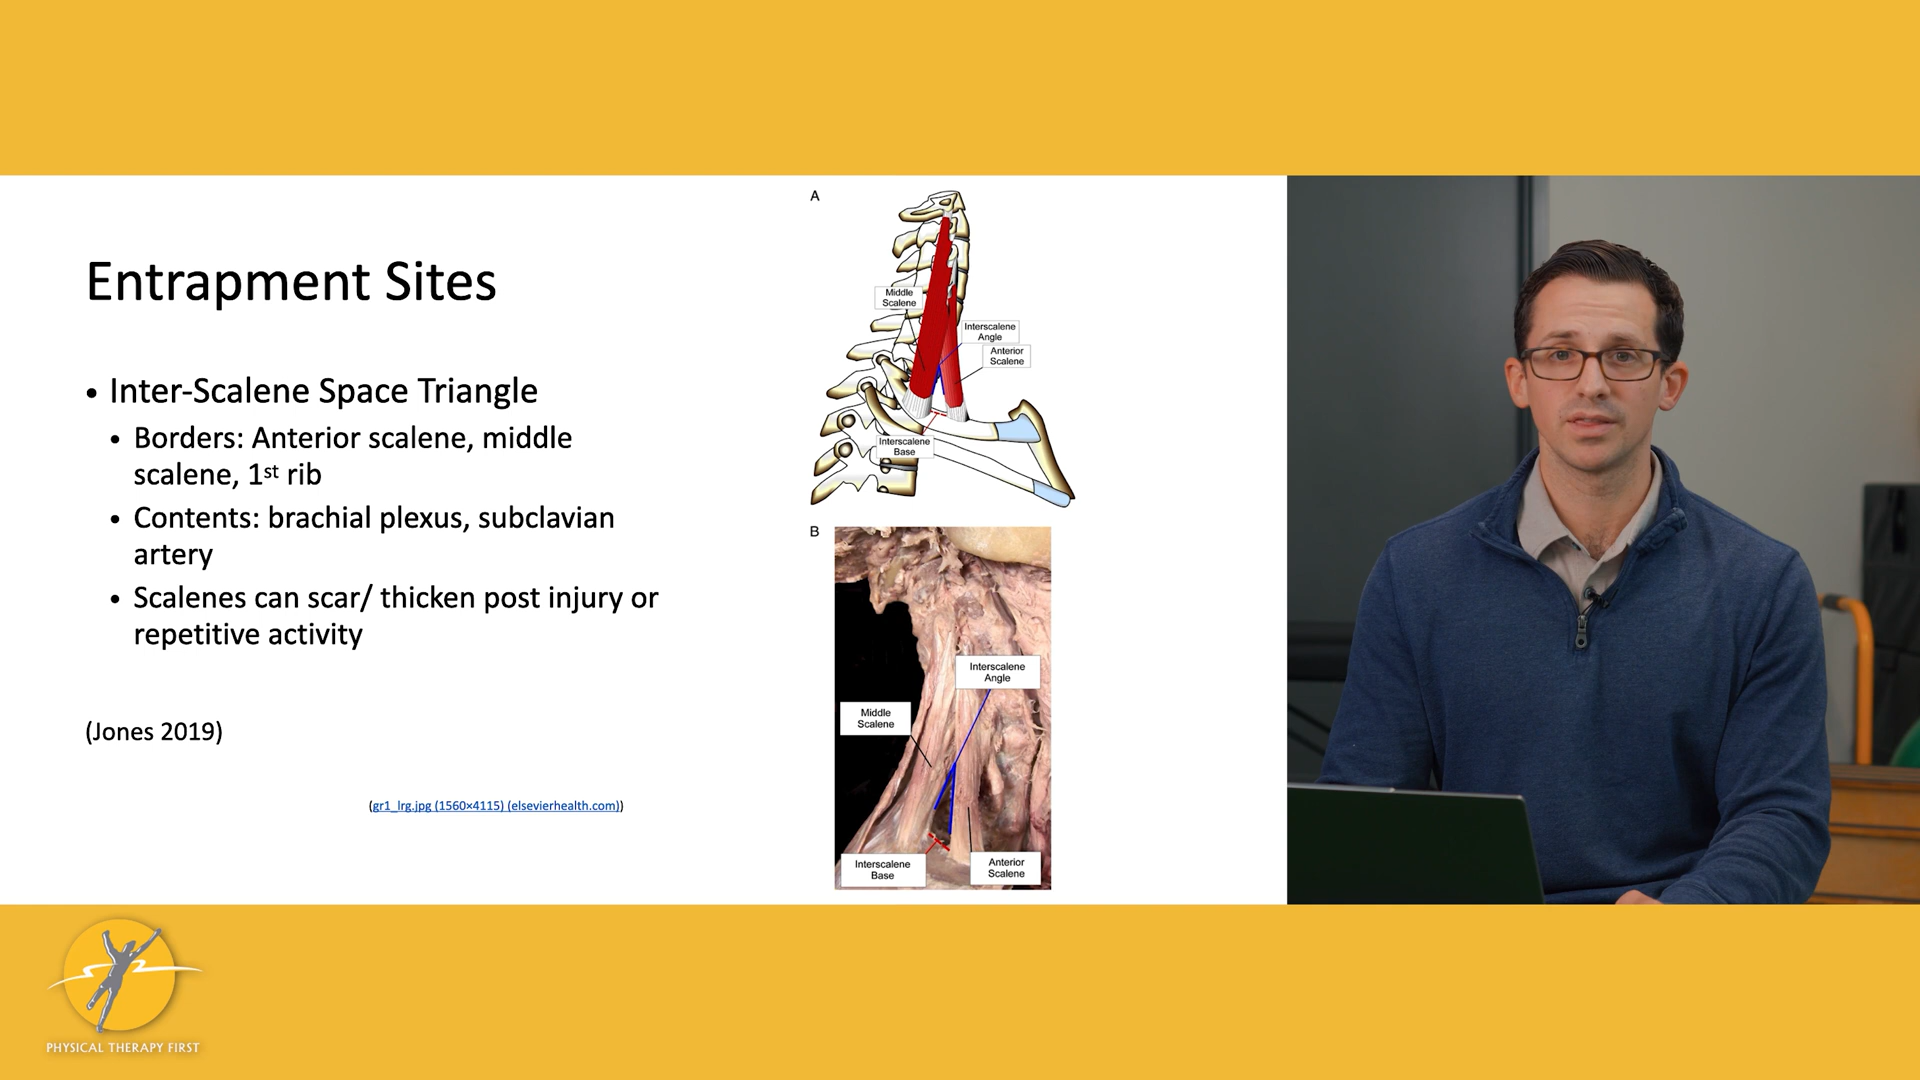 Entrapment Sites
• Inter-Scalene Space Triangle
• Borders: Anterior scalene, middle
scalene, 1st rib
• Contents: brachial plexus, subclavian
artery
• Scalenes can scar/ thicken post injury or
repetitive activity
(Jones 2019)
(gr1_lrg.jpg (1560×4115) (elsevierhealth.com))
A
Middle
Scalene
Interscalene
Angle
Anterior
Scalene
Interscalene
Base
B
Interscalene
Angle
Middle
Scalene
Interscalene
Base
Anterior
Scalene
PHYSICAL THERAPY FIRST